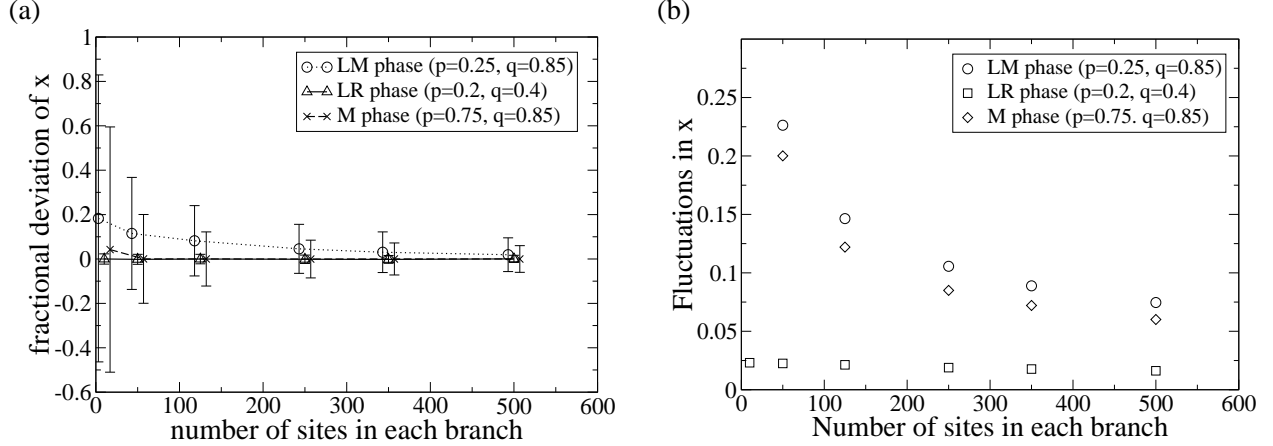 (a)
1
0.8
0.6
0.4
0.2
0
-0.2
-0.4
-0.6
fractional deviation of x
LM phase (p=0.25, q=0.85)
LR phase (p=0.2, q=0.4)
M phase (p=0.75, q=0.85)
0 100 200 300 400 500 600
number of sites in each branch
(b)
0.25
0.2
0.15
0.1
0.05
0
Fluctuations in x
LM phase (p=0.25, q=0.85)
LR phase (p=0.2, q=0.4)
M phase (p=0.75. q=0.85)
0 100 200 300 400 500 600
Number of sites in each branch